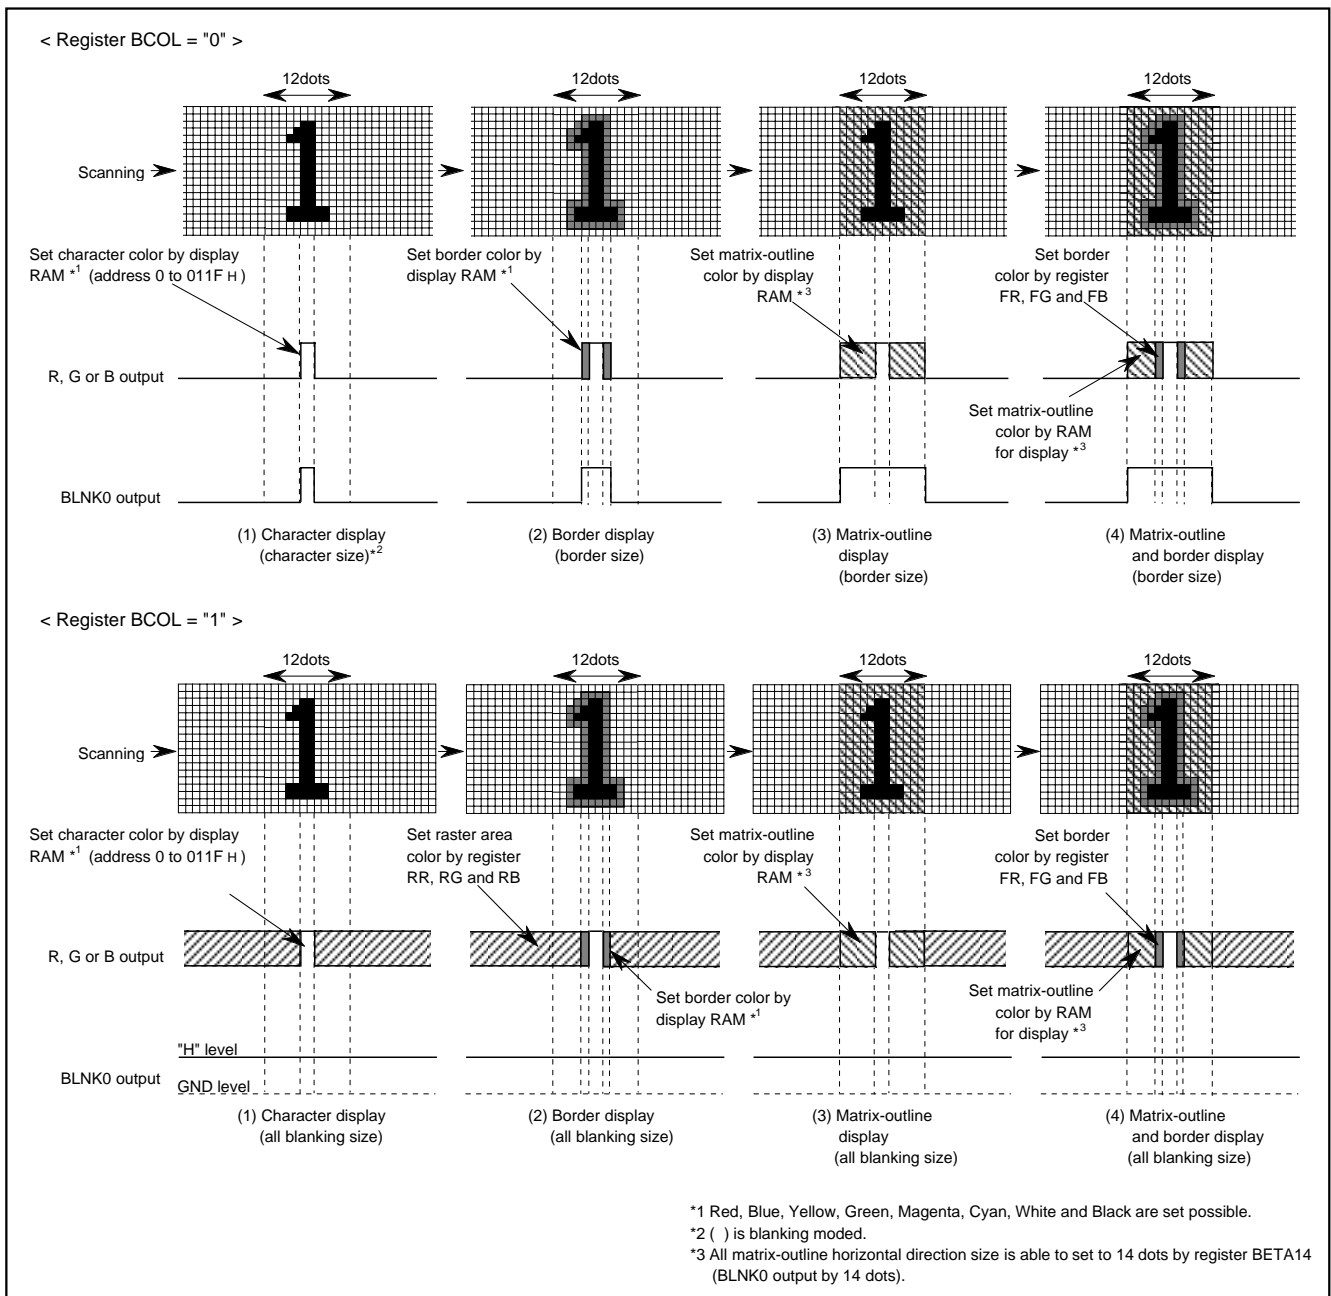 < Register BCOL = "0" >
12dots 12dots 12dots 12dots
Scanning
Set character color by display
RAM *1 (address 0 to 011F H )
Set border color by
display RAM *1
Set matrix-outline
color by display
RAM *3
Set border
color by register
FR, FG and FB
R, G or B output
Set matrix-outline
color by RAM
for display *3
BLNK0 output
(1) Character display
(character size)*2
(2) Border display
(border size)
(3) Matrix-outline
display
(border size)
(4) Matrix-outline
and border display
(border size)
< Register BCOL = "1" >
12dots 12dots 12dots 12dots
Scanning
Set character color by display
RAM *1 (address 0 to 011F H )
Set raster area
color by register
RR, RG and RB
Set matrix-outline
color by display
RAM *3
Set border
color by register
FR, FG and FB
R, G or B output
Set border color by
display RAM *1
Set matrix-outline
color by RAM
for display *3
"H" level
BLNK0 output
GND level
(1) Character display
(all blanking size)
(2) Border display
(all blanking size)
(3) Matrix-outline
display
(all blanking size)
(4) Matrix-outline
and border display
(all blanking size)
*1 Red, Blue, Yellow, Green, Magenta, Cyan, White and Black are set possible.
*2 ( ) is blanking moded.
*3 All matrix-outline horizontal direction size is able to set to 14 dots by register BETA14
(BLNK0 output by 14 dots).